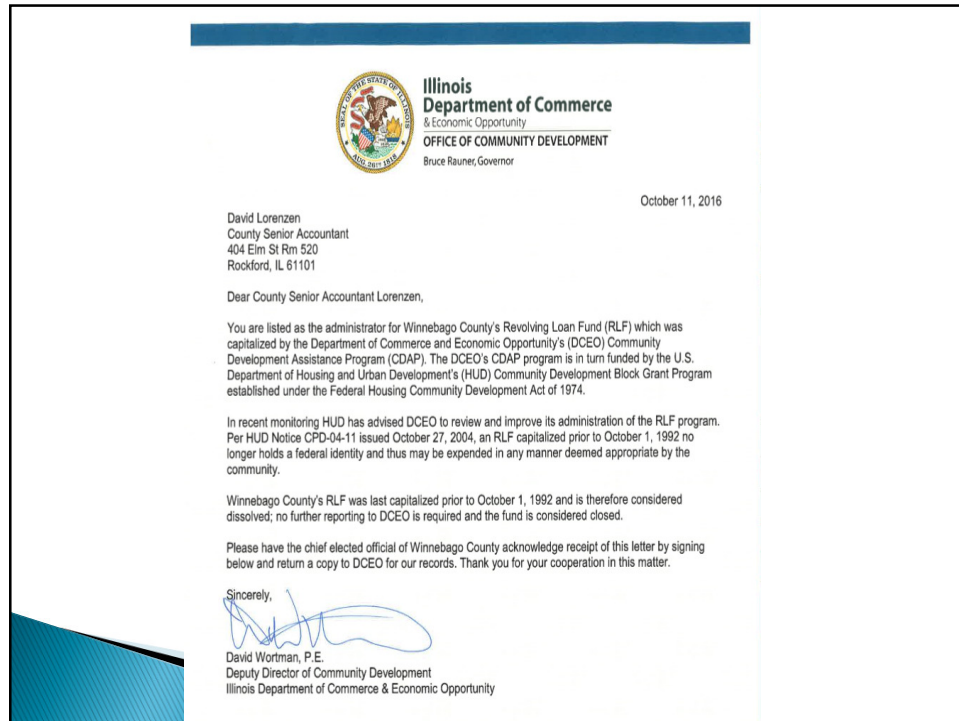 SEAL OF THE STATE OF ILLINOIS
AUG. 26TH 1818
Illinois
Department of Commerce
& Economic Opportunity
OFFICE OF COMMUNITY DEVELOPMENT
Bruce Rauner, Governor
October 11, 2016
David Lorenzen
County Senior Accountant
404 Elm St Rm 520
Rockford, IL 61101
Dear County Senior Accountant Lorenzen,
You are listed as the administrator for Winnebago County's Revolving Loan Fund (RLF) which was
capitalized by the Department of Commerce and Economic Opportunity's (DCEO) Community
Development Assistance Program (CDAP). The DCEO's CDAP program is in turn funded by the U.S.
Department of Housing and Urban Development's (HUD) Community Development Block Grant Program
established under the Federal Housing Community Development Act of 1974.
In recent monitoring HUD has advised DCEO to review and improve its administration of the RLF program.
Per HUD Notice CPD-04-11 issued October 27, 2004, an RLF capitalized prior to October 1, 1992 no
longer holds a federal identity and thus may be expended in any manner deemed appropriate by the
community.
Winnebago County's RLF was last capitalized prior to October 1, 1992 and is therefore considered
dissolved; no further reporting to DCEO is required and the fund is considered closed.
Please have the chief elected official of Winnebago County acknowledge receipt of this letter by signing
below and return a copy to DCEO for our records. Thank you for your cooperation in this matter.
Sincerely,
David Wortman, P.E.
Deputy Director of Community Development
Illinois Department of Commerce & Economic Opportunity